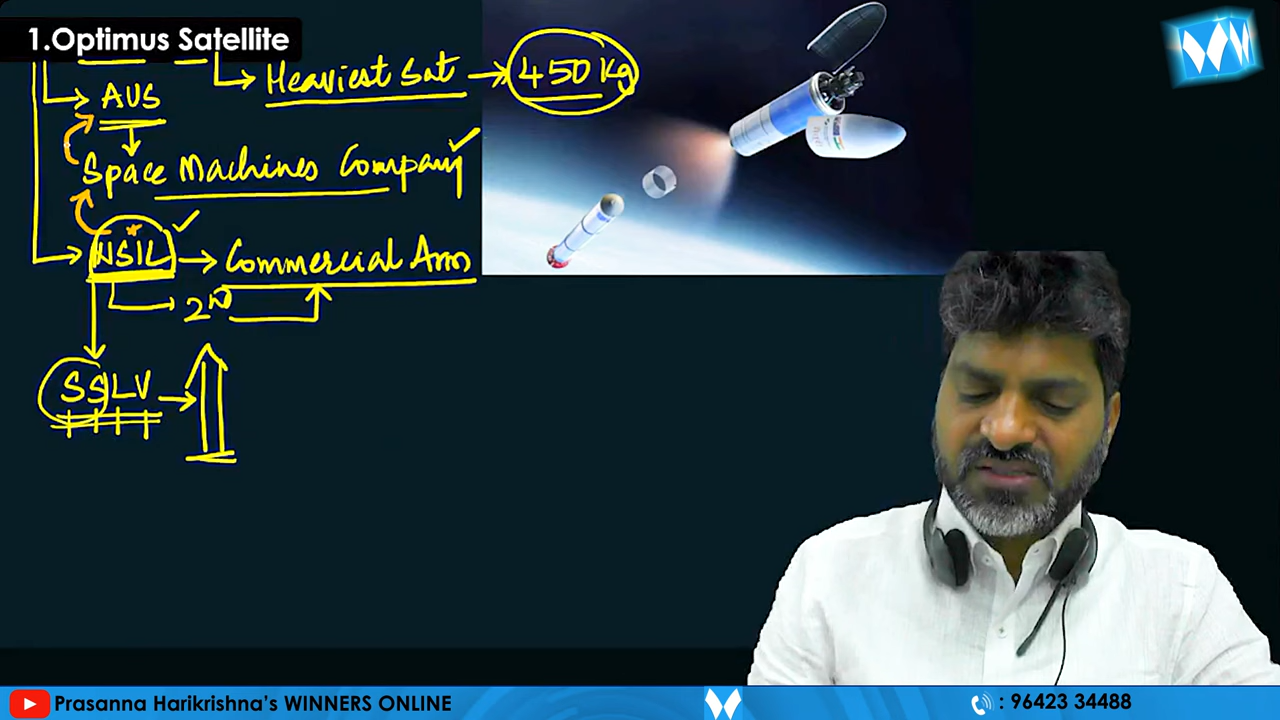 1.Optimus Satellite
Heaviest Sat → 450 Kg
AUS
Space Machines Company
NSIL → Commercial Arm
2ND
SSLV →
Prasanna Harikrishna's WINNERS ONLINE
: 96423 34488